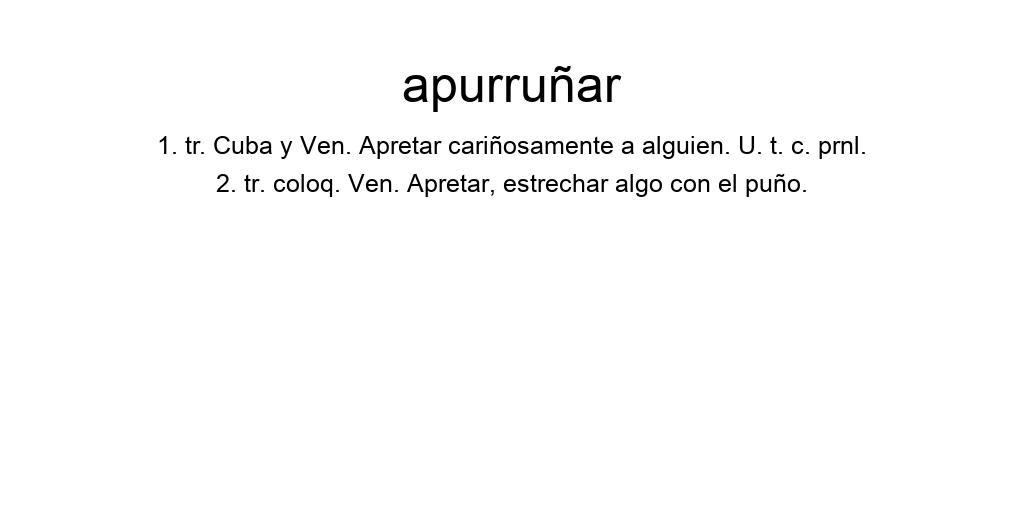 apurruñar
1. tr. Cuba y Ven. Apretar cariñosamente a alguien. U. t. c. prnl.
2. tr. coloq. Ven. Apretar, estrechar algo con el puño.